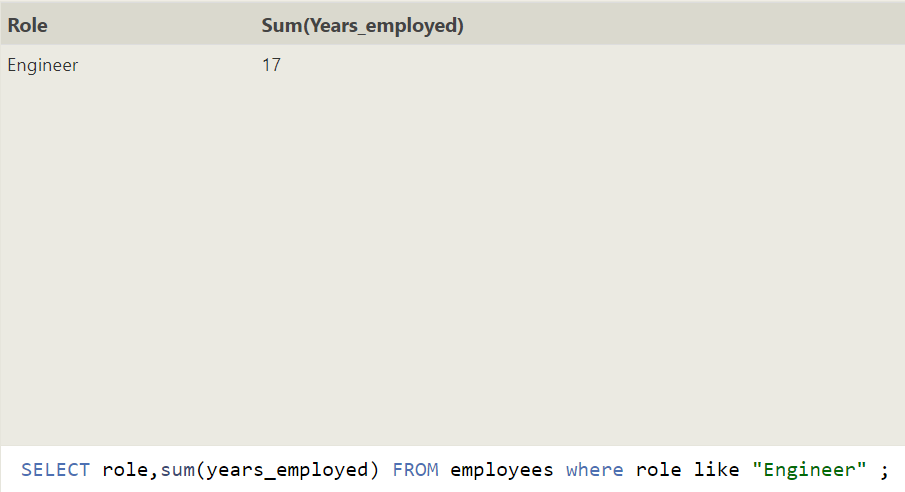 Role Sum(Years_employed)
Engineer 17
SELECT role,sum(years_employed) FROM employees where role like "Engineer" ;